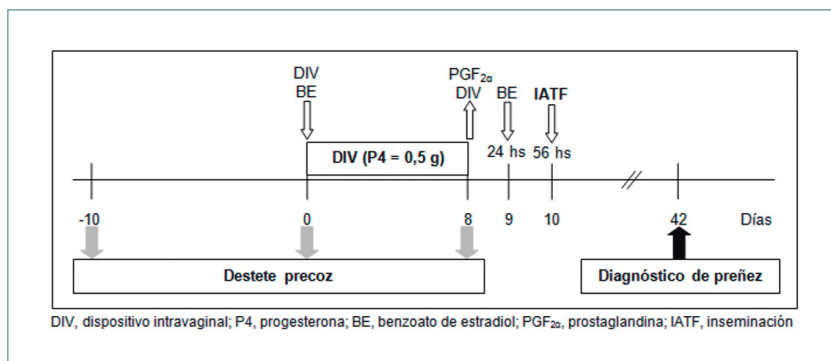 DIV PGF2α BE IATF
BE DIV
DIV (P4 = 0,5 g) 24 hs 56 hs
-10 0 8 9 10 42 Días
Destete precoz Diagnóstico de preñez
DIV, dispositivo intravaginal; P4, progesterona; BE, benzoato de estradiol; PGF2α, prostaglandina; IATF, inseminación